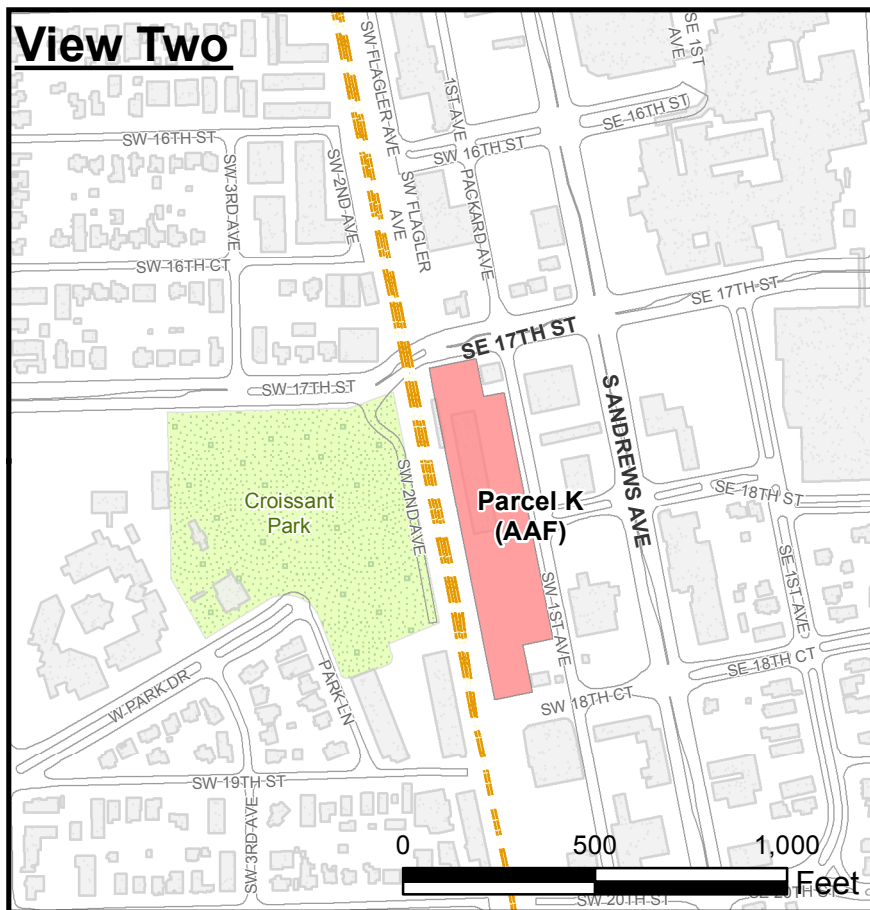 View Two
SW FLAGLER AVE
1ST AVE
SE 1ST
AVE
SE 16TH ST
SW 16TH ST
SW 16TH ST
SW 3RD AVE
SW 2ND AVE
SW FLAGLER
AVE
PACKARD AVE
SW 16TH CT
SE 17TH ST
SE 17TH ST
SW 17TH ST
S ANDREWS AVE
Croissant
Park
SW 2ND AVE
Parcel K
(AAF)
SE 18TH ST
SE 1ST AVE
SW 1ST AVE
SE 18TH CT
W PARK DR
PARK LN
SW 18TH CT
SW 19TH ST
SW 3RD AVE
0 500 1,000
Feet
SW 20TH ST
SE 20TH CT